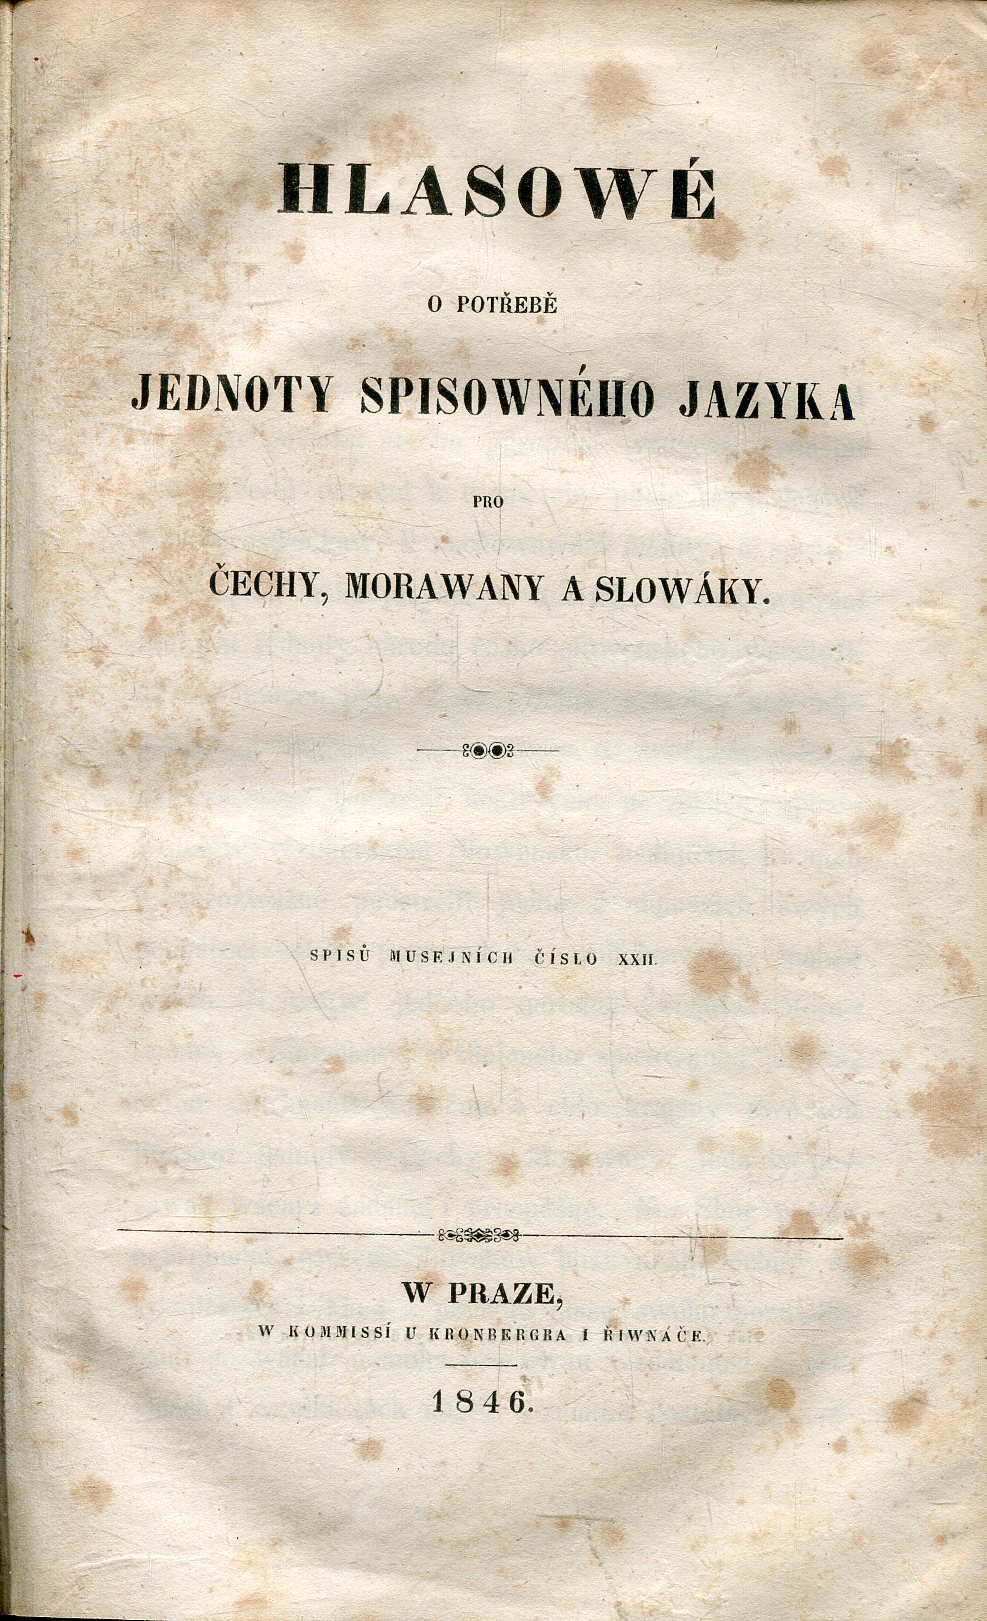 HLASOWÉ
O POTŘEBĚ
JEDNOTY SPISOWNÉHO JAZYKA
PRO
ČECHY, MORAWANY A SLOWÁKY.
SPISŮ MUSEJNÍCH ČÍSLO XXII.
W PRAZE,
W KOMMISSÍ U KRONBERGRA I ŘIWNÁČE.
1846.